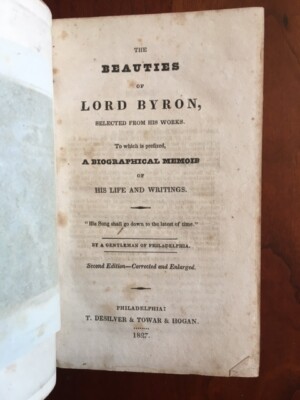 THE
BEAUTIES
OF
LORD BYRON,
SELECTED FROM HIS WORKS.
To which is prefixed,
A BIOGRAPHICAL MEMOIR
OF
HIS LIFE AND WRITINGS.
"His Song shall go down to the latest of time."
BY A GENTLEMAN OF PHILADELPHIA.
Second Edition—Corrected and Enlarged.
PHILADELPHIA:
T. DESILVER & TOWAR & HOGAN.
1827.